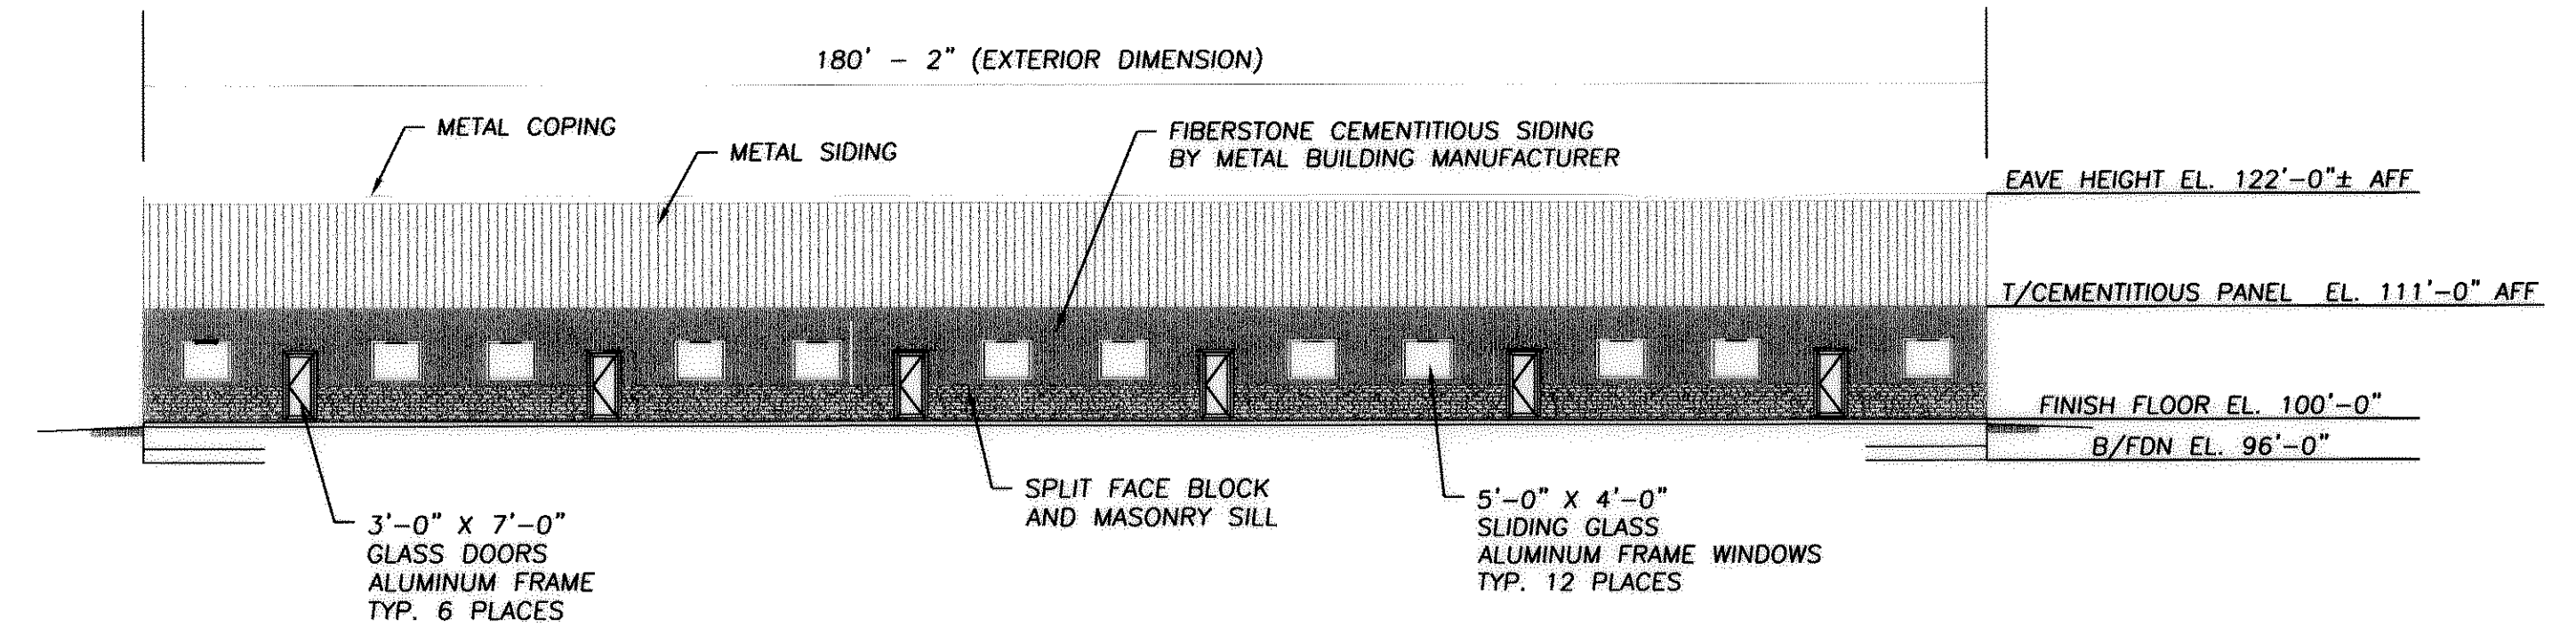 180' - 2" (EXTERIOR DIMENSION)
METAL COPING
METAL SIDING
FIBERSTONE CEMENTITIOUS SIDING
BY METAL BUILDING MANUFACTURER
EAVE HEIGHT EL. 122'-0"± AFF
T/CEMENTITIOUS PANEL EL. 111'-0" AFF
FINISH FLOOR EL. 100'-0"
B/FDN EL. 96'-0"
3'-0" X 7'-0"
GLASS DOORS
ALUMINUM FRAME
TYP. 6 PLACES
SPLIT FACE BLOCK
AND MASONRY SILL
5'-0" X 4'-0"
SLIDING GLASS
ALUMINUM FRAME WINDOWS
TYP. 12 PLACES